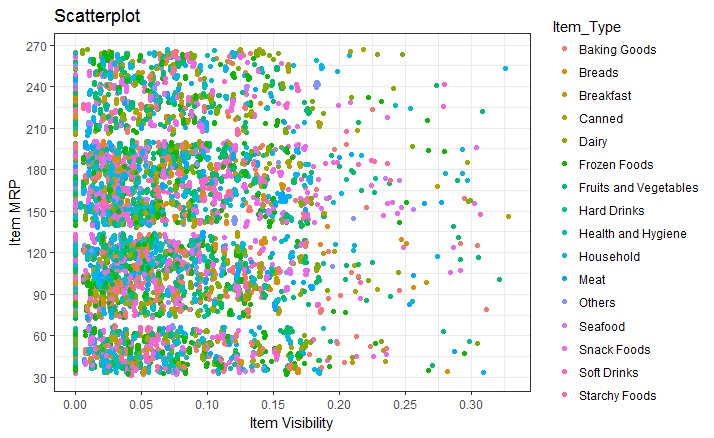 Scatterplot
Item_Type
270
240
210
180
150
120
90
60
30
Item MRP
0.00 0.05 0.10 0.15 0.20 0.25 0.30
Item Visibility
Baking Goods
Breads
Breakfast
Canned
Dairy
Frozen Foods
Fruits and Vegetables
Hard Drinks
Health and Hygiene
Household
Meat
Others
Seafood
Snack Foods
Soft Drinks
Starchy Foods